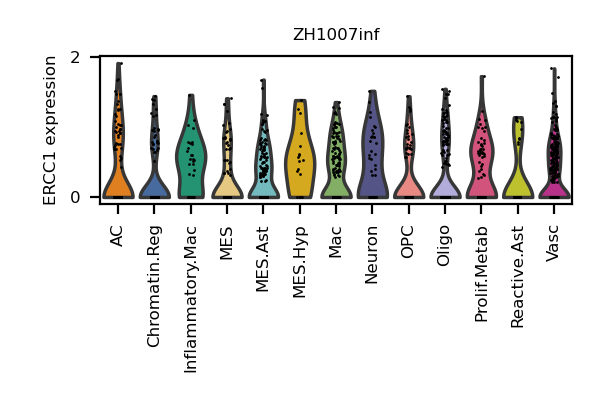 ZH1007inf
ERCC1 expression
2
0
AC
Chromatin.Reg
Inflammatory.Mac
MES
MES.Ast
MES.Hyp
Mac
Neuron
OPC
Oligo
Prolif.Metab
Reactive.Ast
Vasc